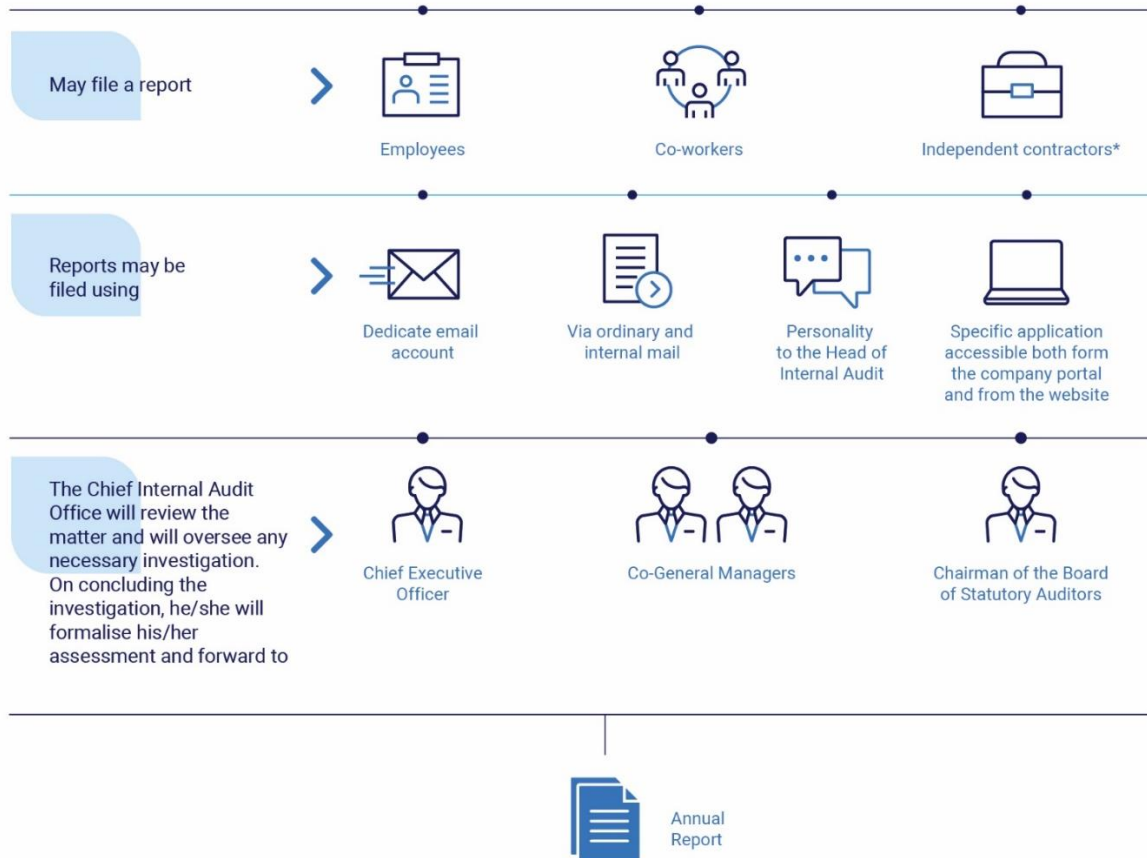 May file a report
Employees
Co-workers
Independent contractors*
Reports may be
filed using
Dedicate email
account
Via ordinary and
internal mail
Personality
to the Head of
Internal Audit
Specific application
accessible both form
the company portal
and from the website
The Chief Internal Audit
Office will review the
matter and will oversee any
necessary investigation.
On concluding the
investigation, he/she will
formalise his/her
assessment and forward to
Chief Executive
Officer
Co-General Managers
Chairman of the Board
of Statutory Auditors
Annual
Report